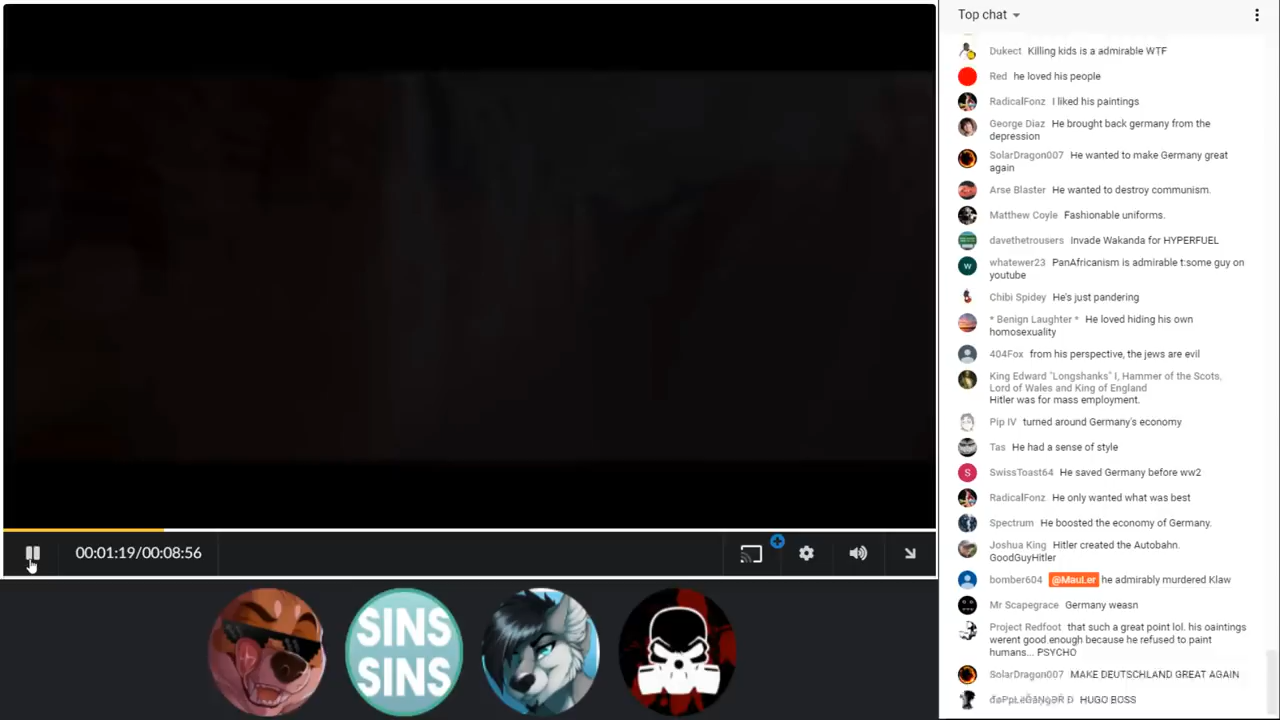 Top chat
Dukect Killing kids is a admirable WTF
Red he loved his people
RadicalFonz I liked his paintings
George Diaz He brought back germany from the
depression
SolarDragon007 He wanted to make Germany great
again
Arse Blaster He wanted to destroy communism.
Matthew Coyle Fashionable uniforms.
davethetrousers Invade Wakanda for HYPERFUEL
W
whatewer23 PanAfricanism is admirable t:some guy on
youtube
Chibi Spidey He's just pandering
* Benign Laughter * He loved hiding his own
homosexuality
404Fox from his perspective, the jews are evil
King Edward "Longshanks" I, Hammer of the Scots,
Lord of Wales and King of England
Hitler was for mass employment.
Pip IV turned around Germany's economy
Tas He had a sense of style
S
SwissToast64 He saved Germany before ww2
RadicalFonz He only wanted what was best
Spectrum He boosted the economy of Germany.
Joshua King Hitler created the Autobahn.
GoodGuyHitler
bomber604 @MauLer he admirably murdered Klaw
Mr Scapegrace Germany weasn
Project Redfoot that such a great point lol. his oaintings
werent good enough because he refused to paint
humans... PSYCHO
SolarDragon007 MAKE DEUTSCHLAND GREAT AGAIN
HUGO BOSS
00:01:19/00:08:56
SINS
SINS